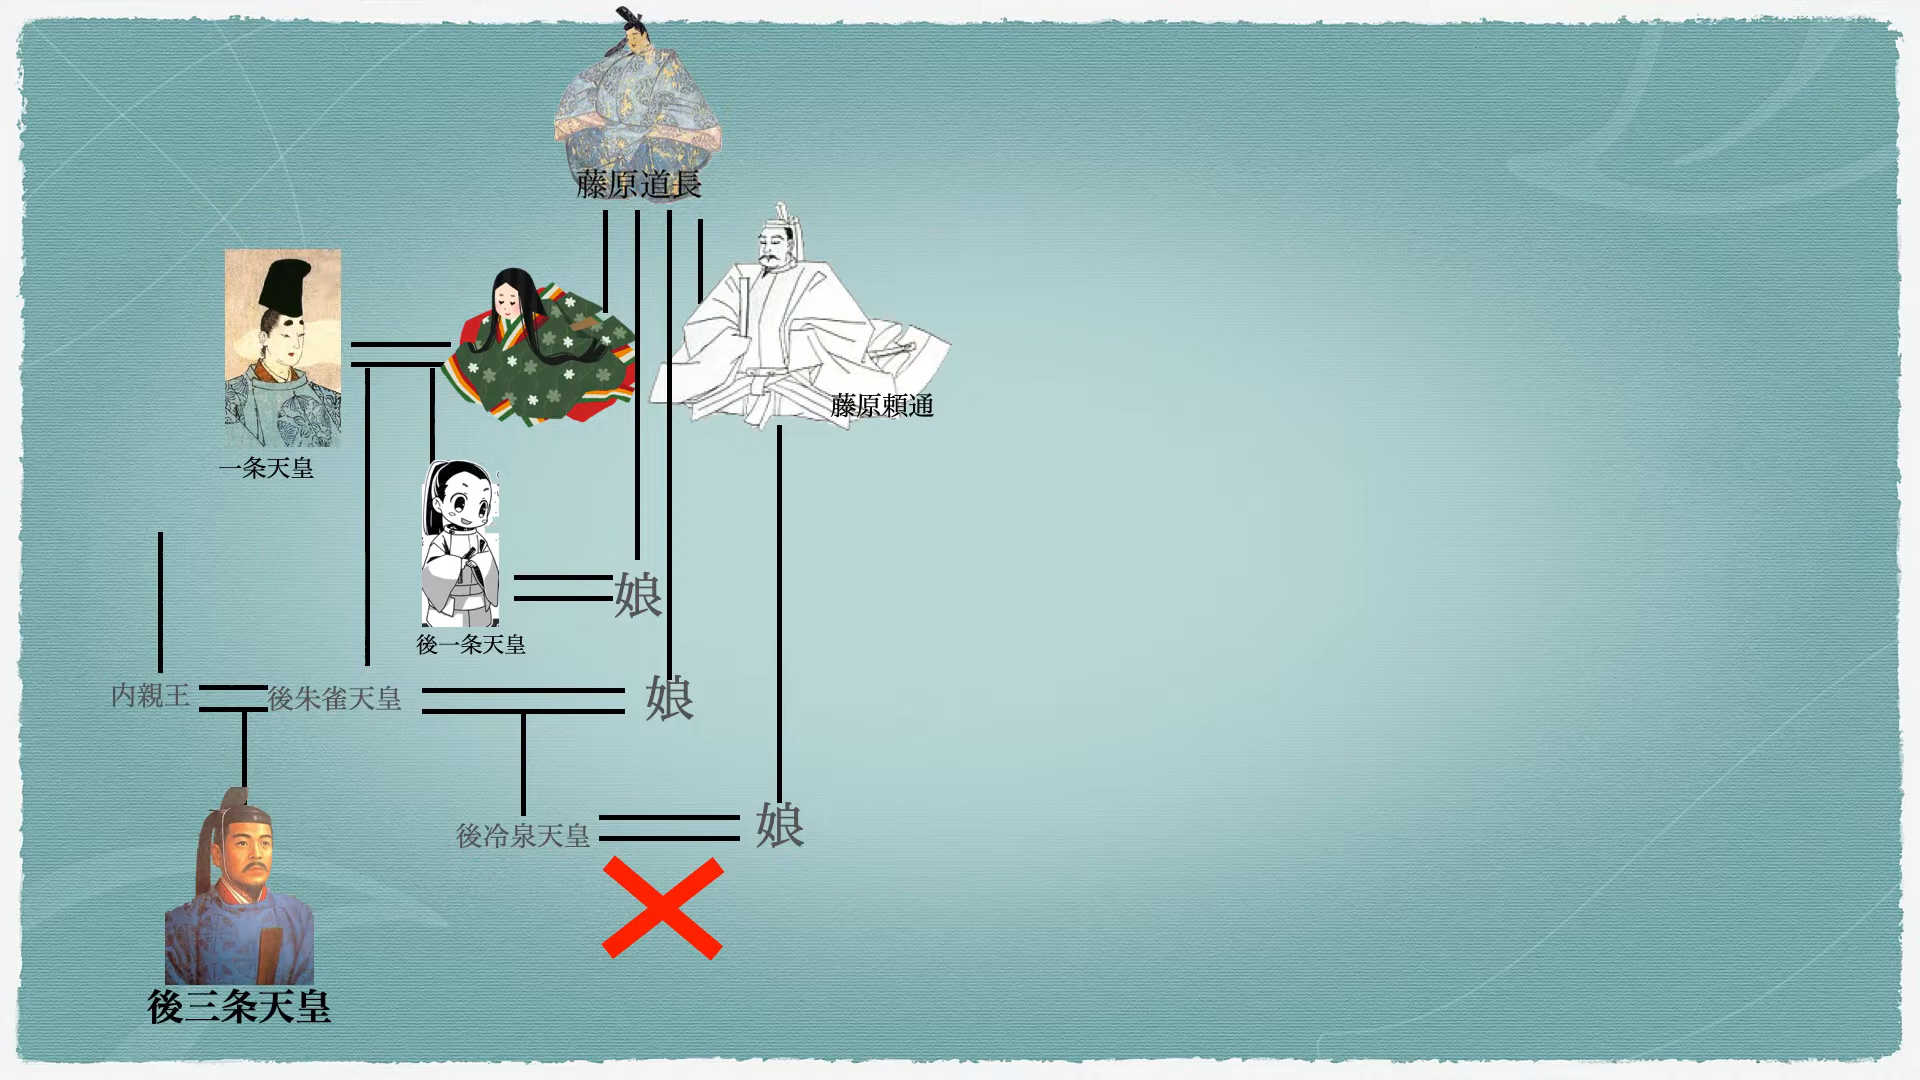 藤原道長
藤原頼通
一条天皇
娘
後一条天皇
内親王
後朱雀天皇
娘
後冷泉天皇
娘
後三条天皇